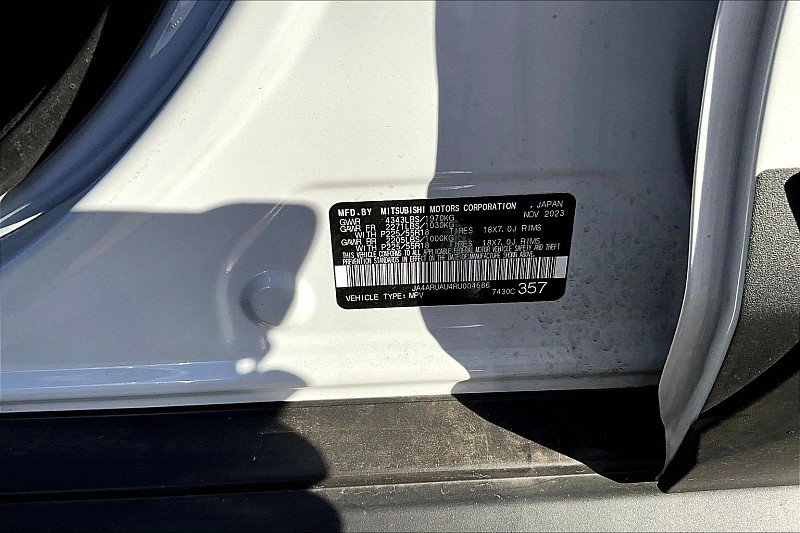 MFD.BY MITSUBISHI MOTORS CORPORATION , JAPAN
GVWR 4343LBS/1970KG NOV 2023
GAWR FR 2271LBS/1030KG
WITH P225/55R18 TIRES 18X7.0J RIMS
GAWR RR 2205LBS/1000KG
WITH P225/55R18 TIRES 18X7.0J RIMS
THIS VEHICLE CONFORMS TO ALL APPLICABLE FEDERAL MOTOR VEHICLE SAFETY AND THEFT
PREVENTION STANDARDS IN EFFECT ON THE DATE OF MANUFACTURE SHOWN ABOVE.
JA4ARUAU4RU004686
VEHICLE TYPE: MPV 7430C 357